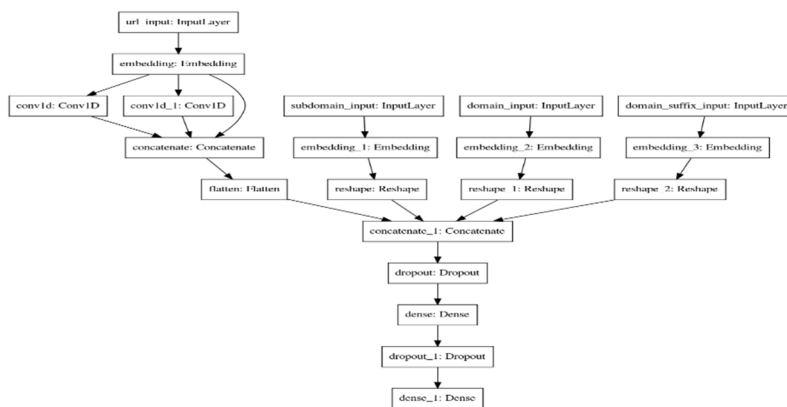 url_input: InputLayer
embedding: Embedding
conv1d: Conv1D
conv1d_1: Conv1D
subdomain_input: InputLayer
domain_input: InputLayer
domain_suffix_input: InputLayer
concatenate: Concatenate
embedding_1: Embedding
embedding_2: Embedding
embedding_3: Embedding
flatten: Flatten
reshape: Reshape
reshape_1: Reshape
reshape_2: Reshape
concatenate_1: Concatenate
dropout: Dropout
dense: Dense
dropout_1: Dropout
dense_1: Dense